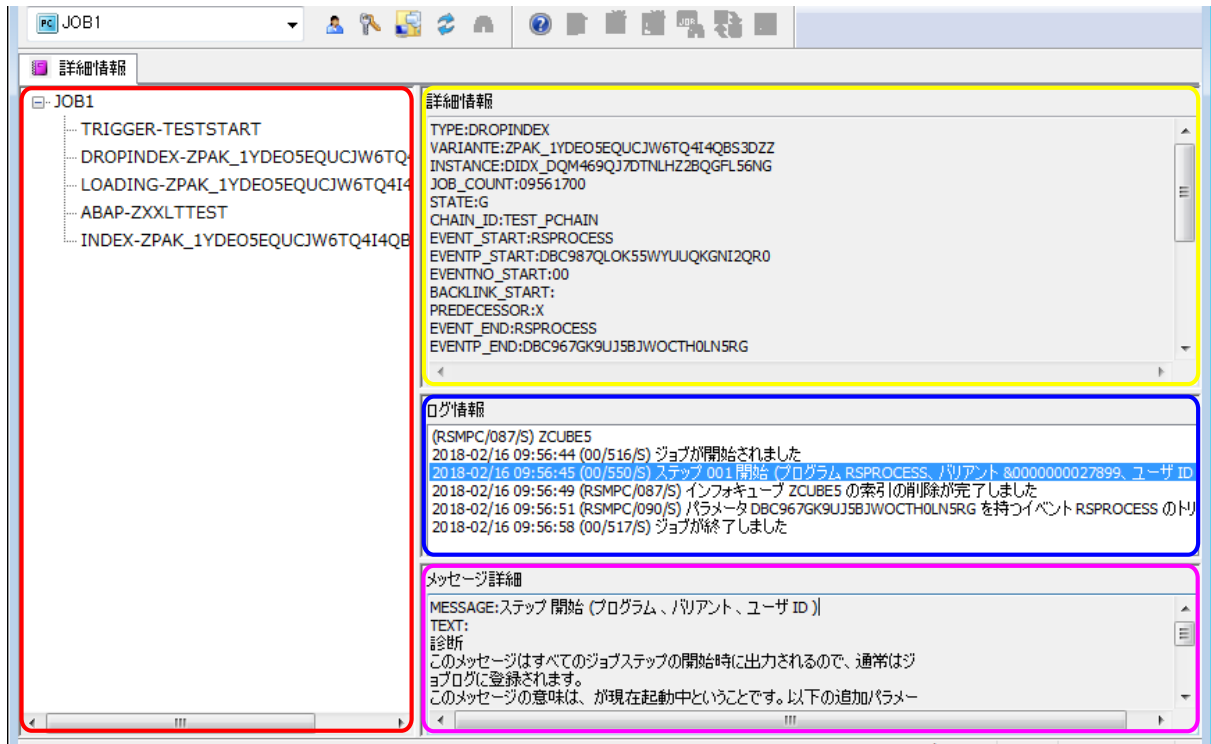 JOB1
詳細情報
JOB1
TRIGGER-TESTSTART
DROPINDEX-ZPAK_1YDEO5EQUCJW6TQ4
LOADING-ZPAK_1YDEO5EQUCJW6TQ4I4
ABAP-ZXXLTTEST
INDEX-ZPAK_1YDEO5EQUCJW6TQ4I4QB
詳細情報
TYPE:DROPINDEX
VARIANTE:ZPAK_1YDEO5EQUCJW6TQ4I4QBS3DZZ
INSTANCE:DIDX_DQM469QJ7DTNLHZ2BQGFL56NG
JOB_COUNT:09561700
STATE:G
CHAIN_ID:TEST_PCHAIN
EVENT_START:RSPROCESS
EVENTP_START:DBC987QLOK55WYUUQKGNI2QR0
EVENTNO_START:00
BACKLINK_START:
PREDECESSOR:X
EVENT_END:RSPROCESS
EVENTP_END:DBC967GK9UJ5BJWOCTH0LN5RG
ログ情報
(RSMPC/087/S) ZCUBE5
2018-02/16 09:56:44 (00/516/S) ジョブが開始されました
2018-02/16 09:56:45 (00/550/S) ステップ 001 開始 (プログラム RSPROCESS、バリアント &0000000027899、ユーザ ID
2018-02/16 09:56:49 (RSMPC/087/S) インフォキューブ ZCUBE5 の索引の削除が完了しました
2018-02/16 09:56:51 (RSMPC/090/S) パラメータ DBC967GK9UJ5BJWOCTH0LN5RG を持つイベント RSPROCESS のトリ
2018-02/16 09:56:58 (00/517/S) ジョブが終了しました
メッセージ詳細
MESSAGE:ステップ 開始 (プログラム 、バリアント 、ユーザ ID )
TEXT:
診断
このメッセージはすべてのジョブステップの開始時に出力されるので、通常はジ
ョブログに登録されます。
このメッセージの意味は、が現在起動中ということです。以下の追加パラメー